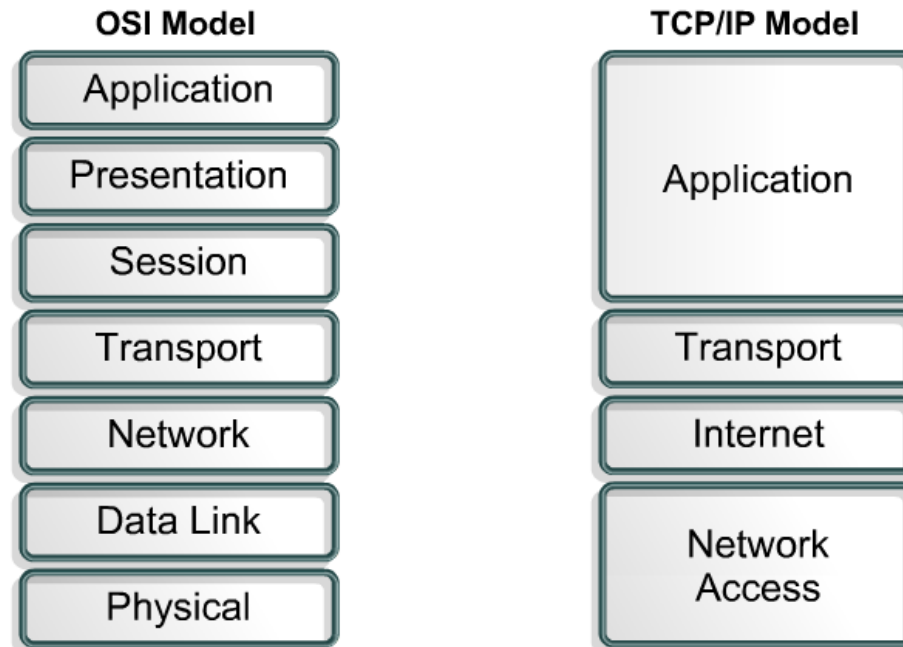 OSI Model
Application
Presentation
Session
Transport
Network
Data Link
Physical
TCP/IP Model
Application
Transport
Internet
Network
Access